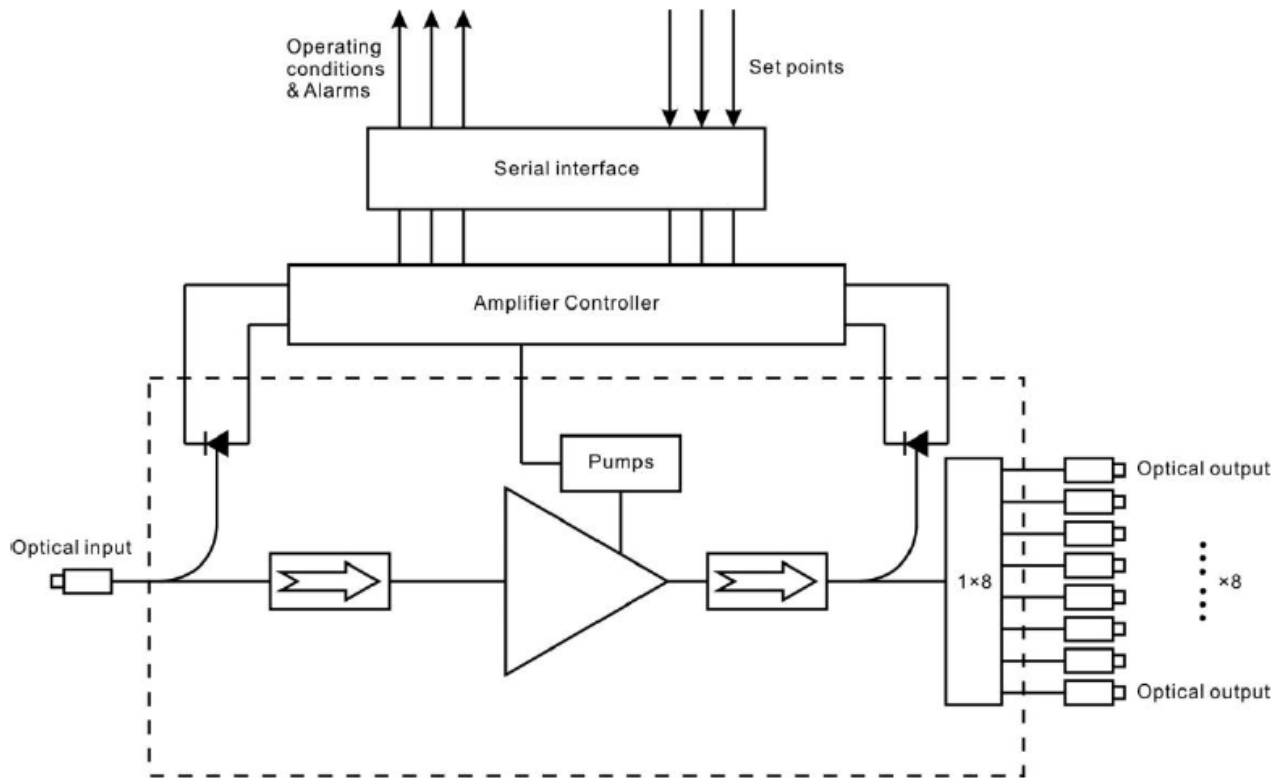 Operating
conditions
& Alarms
Set points
Serial interface
Amplifier Controller
Pumps
Optical input
1×8
Optical output
×8
Optical output